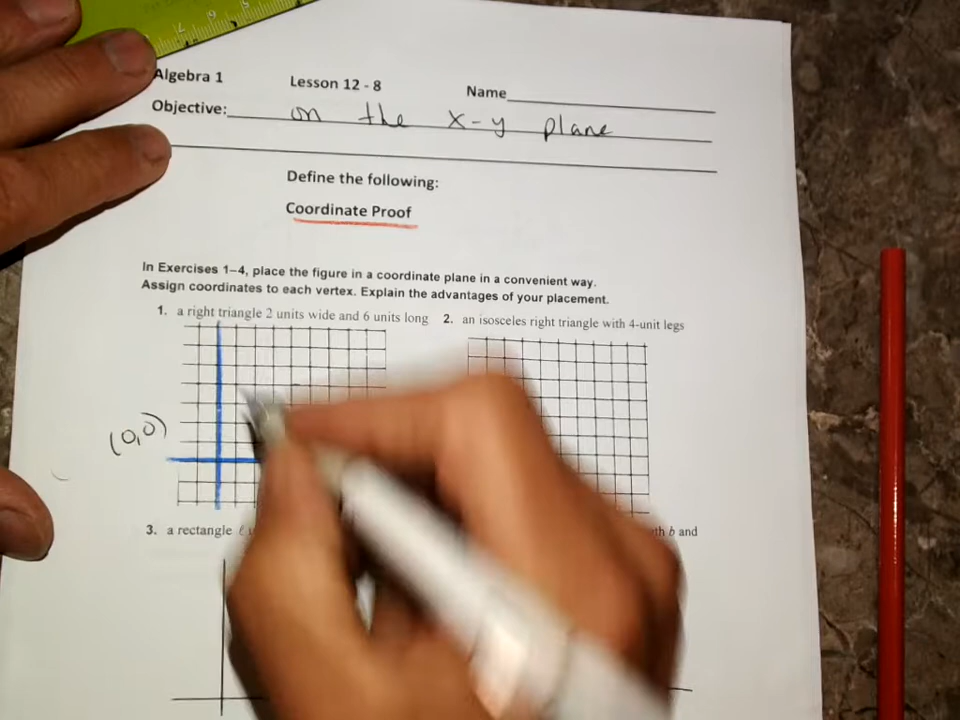 Algebra 1 Lesson 12 - 8 Name
Objective: on the x-y plane
Define the following:
Coordinate Proof
In Exercises 1–4, place the figure in a coordinate plane in a convenient way.
Assign coordinates to each vertex. Explain the advantages of your placement.
1. a right triangle 2 units wide and 6 units long 2. an isosceles right triangle with 4-unit legs
(0,0)
3. a rectangle ℓ b and